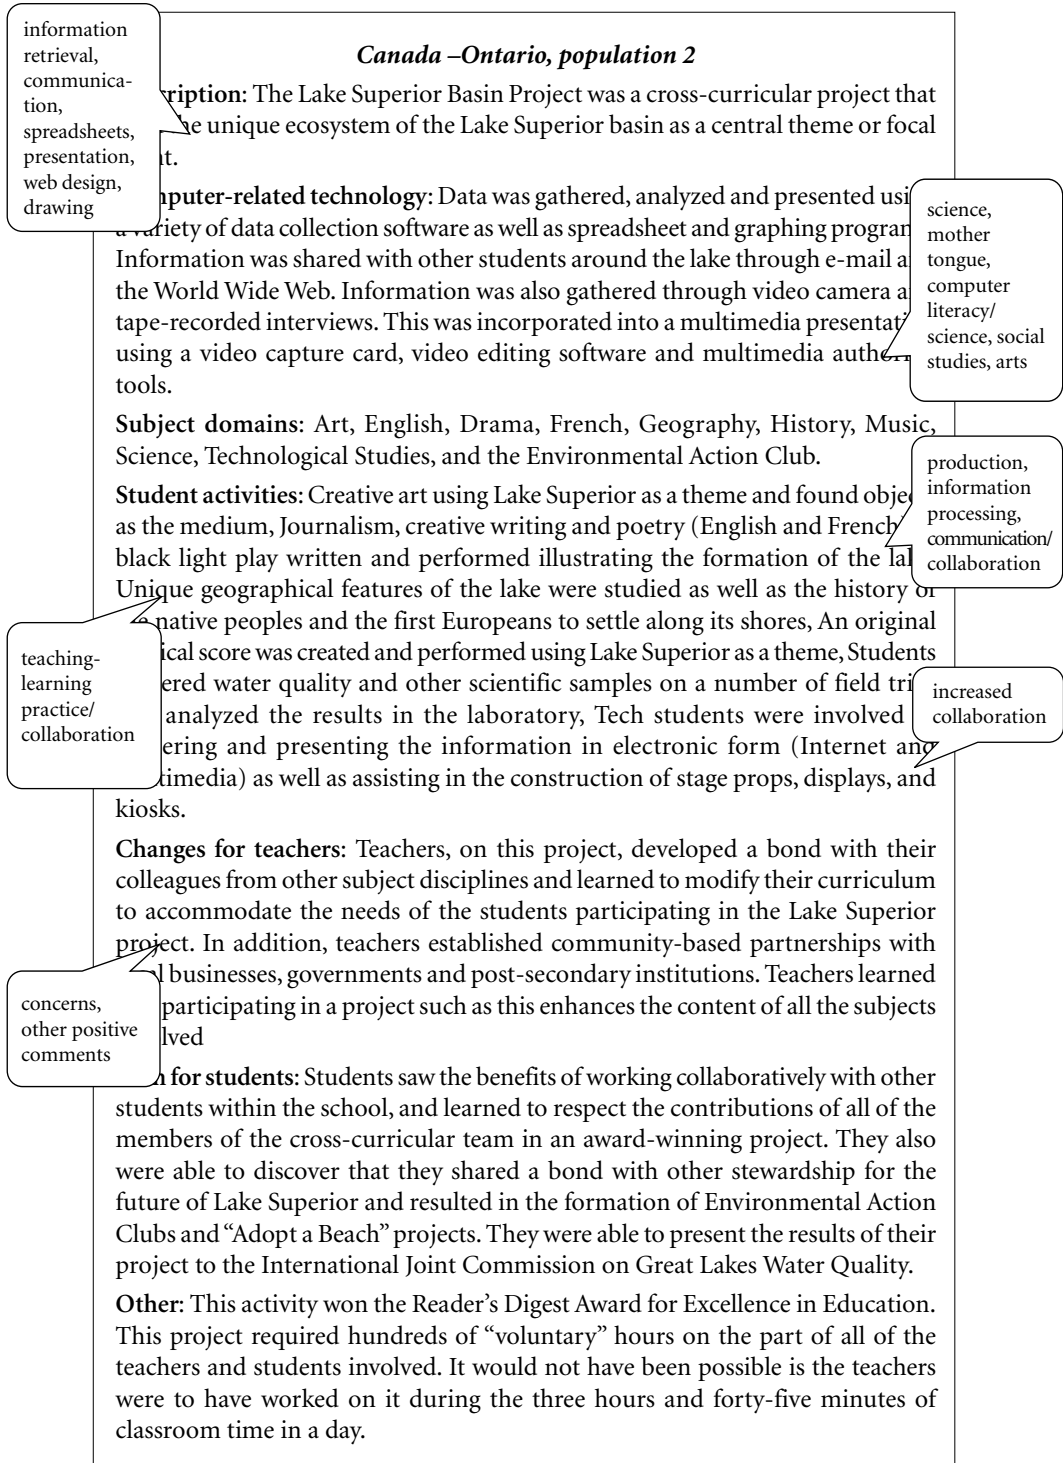 information
retrieval,
communica-
tion,
spreadsheets,
presentation,
web design,
drawing
Canada –Ontario, population 2
ription: The Lake Superior Basin Project was a cross-curricular project that
he unique ecosystem of the Lake Superior basin as a central theme or focal
nt.
puter-related technology: Data was gathered, analyzed and presented usi
a variety of data collection software as well as spreadsheet and graphing program
Information was shared with other students around the lake through e-mail a
the World Wide Web. Information was also gathered through video camera a
tape-recorded interviews. This was incorporated into a multimedia presentati
using a video capture card, video editing software and multimedia author
tools.
science,
mother
tongue,
computer
literacy/
science, social
studies, arts
Subject domains: Art, English, Drama, French, Geography, History, Music,
Science, Technological Studies, and the Environmental Action Club.
production,
information
processing,
communication/
collaboration
Student activities: Creative art using Lake Superior as a theme and found obje
as the medium, Journalism, creative writing and poetry (English and French
black light play written and performed illustrating the formation of the la
Unique geographical features of the lake were studied as well as the history of
native peoples and the first Europeans to settle along its shores, An original
ical score was created and performed using Lake Superior as a theme, Students
ered water quality and other scientific samples on a number of field tri
analyzed the results in the laboratory, Tech students were involved
ering and presenting the information in electronic form (Internet and
timedia) as well as assisting in the construction of stage props, displays, and
kiosks.
teaching-
learning
practice/
collaboration
increased
collaboration
Changes for teachers: Teachers, on this project, developed a bond with their
colleagues from other subject disciplines and learned to modify their curriculum
to accommodate the needs of the students participating in the Lake Superior
project. In addition, teachers established community-based partnerships with
l businesses, governments and post-secondary institutions. Teachers learned
participating in a project such as this enhances the content of all the subjects
lved
concerns,
other positive
comments
n for students: Students saw the benefits of working collaboratively with other
students within the school, and learned to respect the contributions of all of the
members of the cross-curricular team in an award-winning project. They also
were able to discover that they shared a bond with other stewardship for the
future of Lake Superior and resulted in the formation of Environmental Action
Clubs and “Adopt a Beach” projects. They were able to present the results of their
project to the International Joint Commission on Great Lakes Water Quality.
Other: This activity won the Reader’s Digest Award for Excellence in Education.
This project required hundreds of “voluntary” hours on the part of all of the
teachers and students involved. It would not have been possible is the teachers
were to have worked on it during the three hours and forty-five minutes of
classroom time in a day.